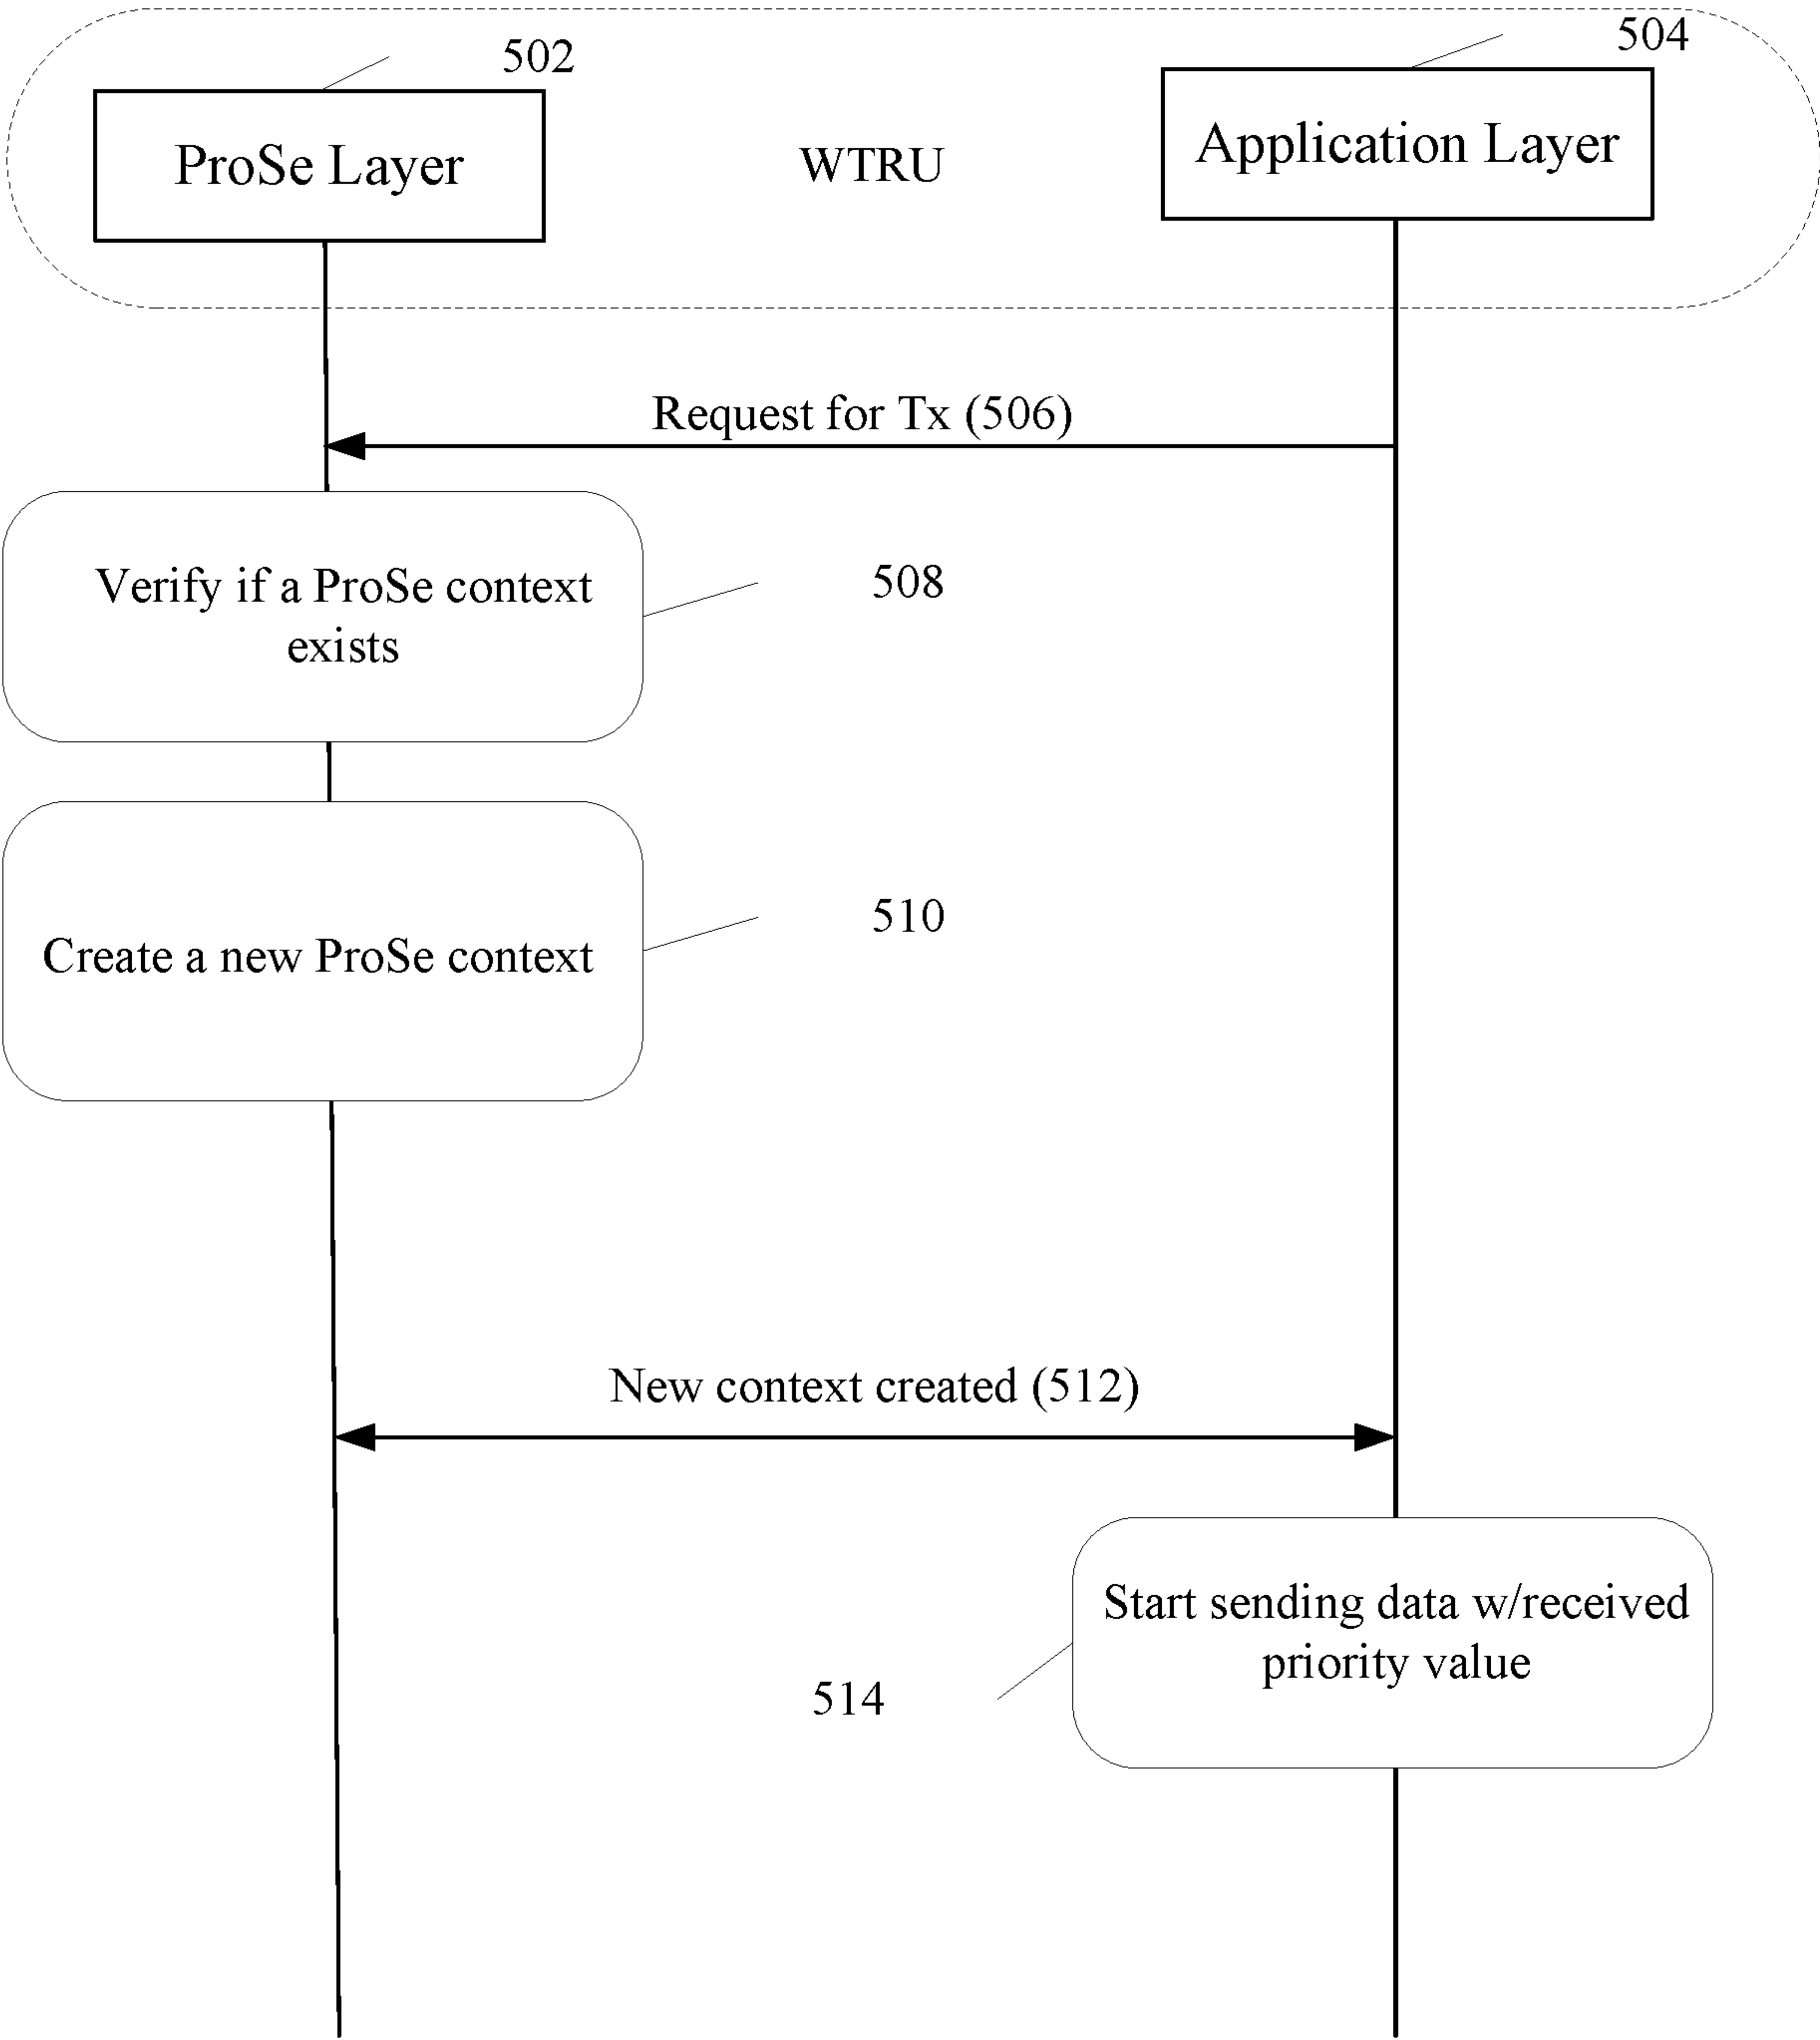 502
504
ProSe Layer
WTRU
Application Layer
Request for Tx (506)
Verify if a ProSe context
exists
508
Create a new ProSe context
510
New context created (512)
Start sending data w/received
priority value
514